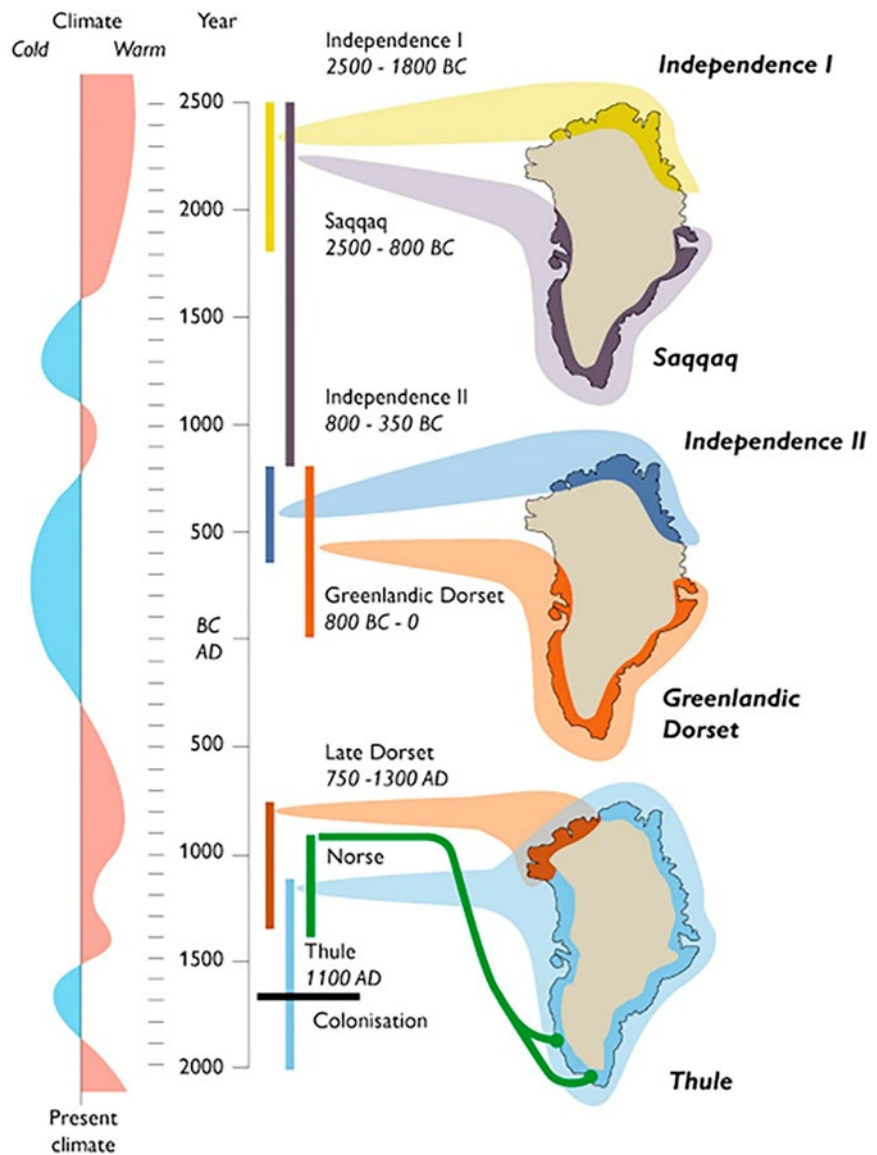 Climate
Year
Cold
Warm
Independence I
2500 - 1800 BC
Independence I
2500
2000
Saqqaq
2500 - 800 BC
1500
Saqqaq
Independence II
800 - 350 BC
1000
Independence II
500
Greenlandic Dorset
800 BC - 0
BC
AD
Greenlandic
Dorset
500
Late Dorset
750 -1300 AD
1000
Norse
1500
Thule
1100 AD
Colonisation
2000
Thule
Present
climate